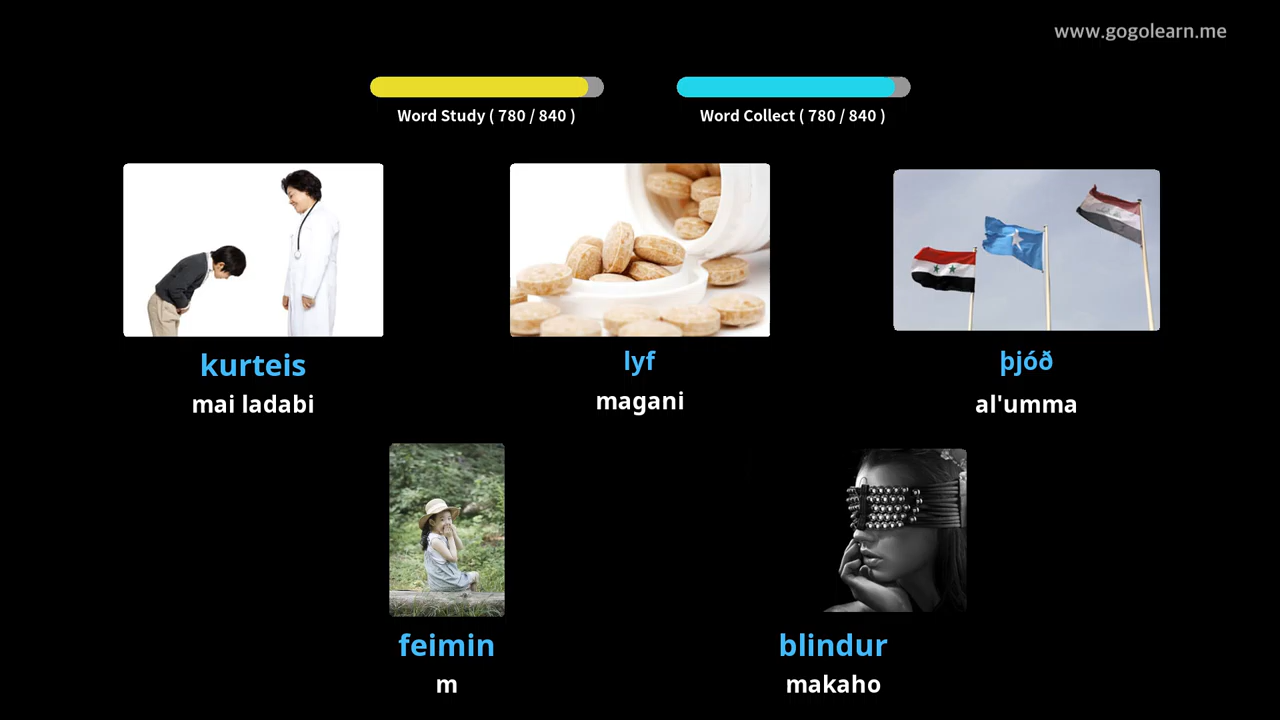 www.gogolearn.me
Word Study ( 780 / 840 )
Word Collect ( 780 / 840 )
kurteis
mai ladabi
lyf
magani
þjóð
al'umma
feimin
m
blindur
makaho